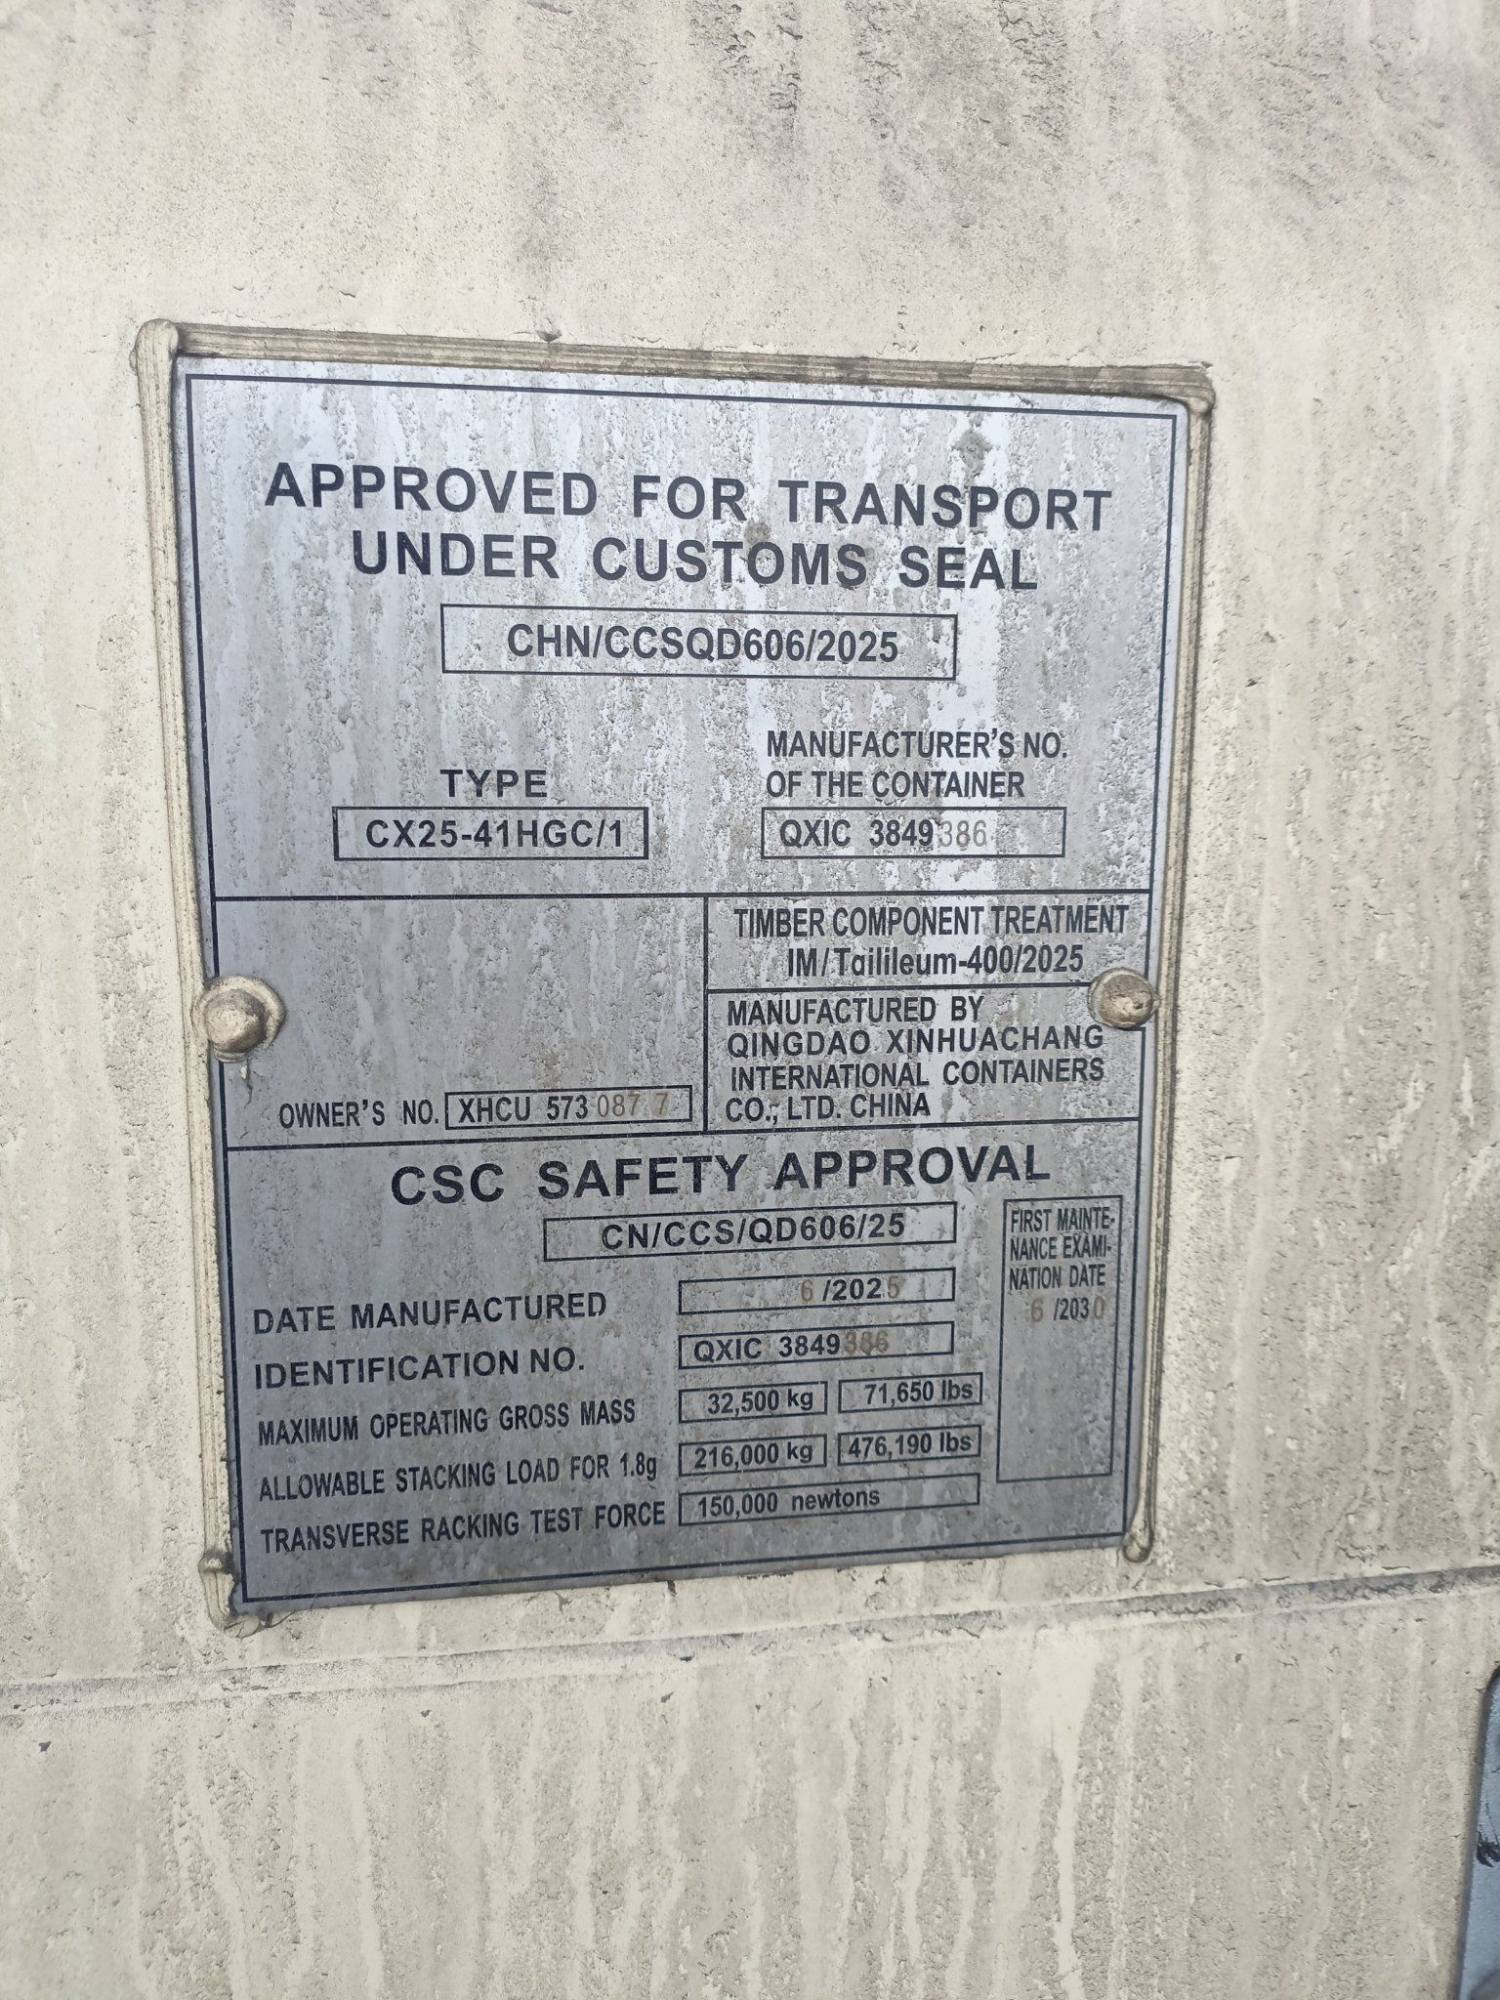 APPROVED FOR TRANSPORT
UNDER CUSTOMS SEAL
CHN/CCSQD606/2025
TYPE
CX25-41HGC/1
MANUFACTURER'S NO.
OF THE CONTAINER
QXIC 3849386
TIMBER COMPONENT TREATMENT
IM/Tailileum-400/2025
MANUFACTURED BY
QINGDAO XINHUACHANG
INTERNATIONAL CONTAINERS
CO., LTD. CHINA
OWNER'S NO. XHCU 573087 7
CSC SAFETY APPROVAL
CN/CCS/QD606/25
DATE MANUFACTURED 6/2025
IDENTIFICATION NO. QXIC 3849386
MAXIMUM OPERATING GROSS MASS 32,500 kg 71,650 lbs
ALLOWABLE STACKING LOAD FOR 1.8g 216,000 kg 476,190 lbs
TRANSVERSE RACKING TEST FORCE 150,000 newtons
FIRST MAINTE-
NANCE EXAMI-
NATION DATE
6 /2030